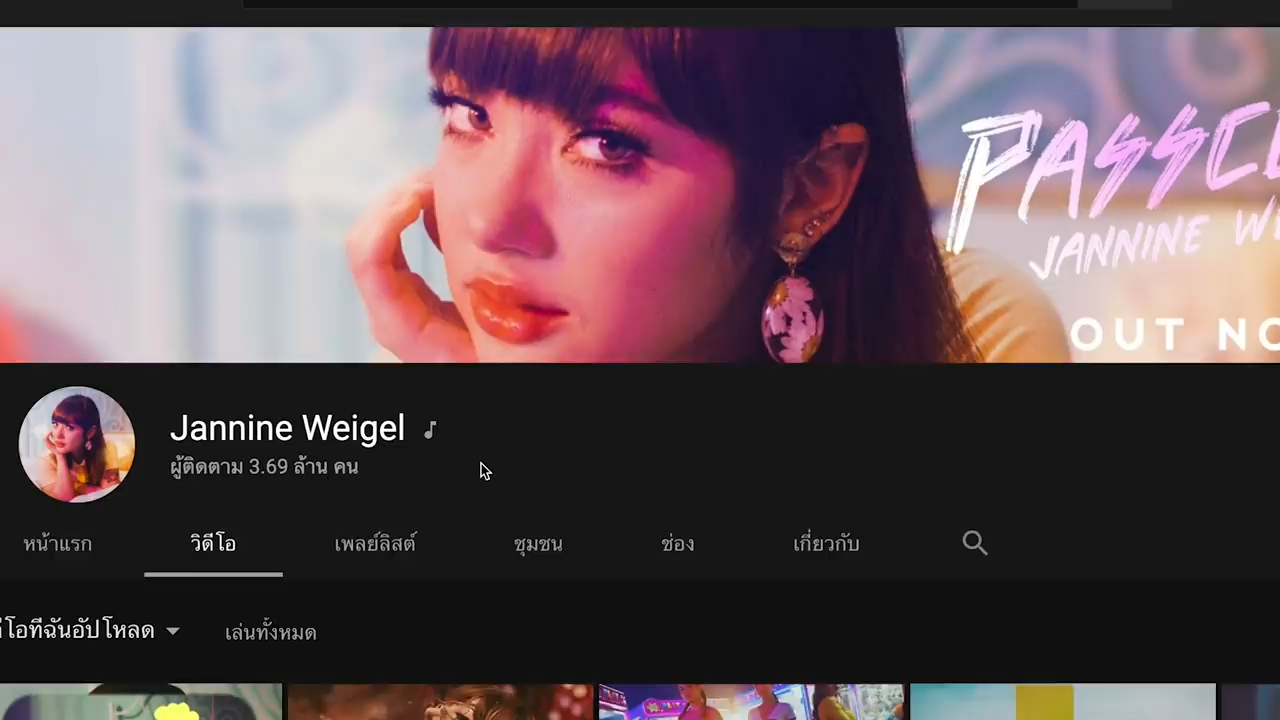 PASSC
JANNINE WE
OUT NO
Jannine Weigel
ผู้ติดตาม 3.69 ล้าน คน
หน้าแรก วิดีโอ เพลย์ลิสต์ ชุมชน ช่อง เกี่ยวกับ
โอที่ฉันอัปโหลด เล่นทั้งหมด